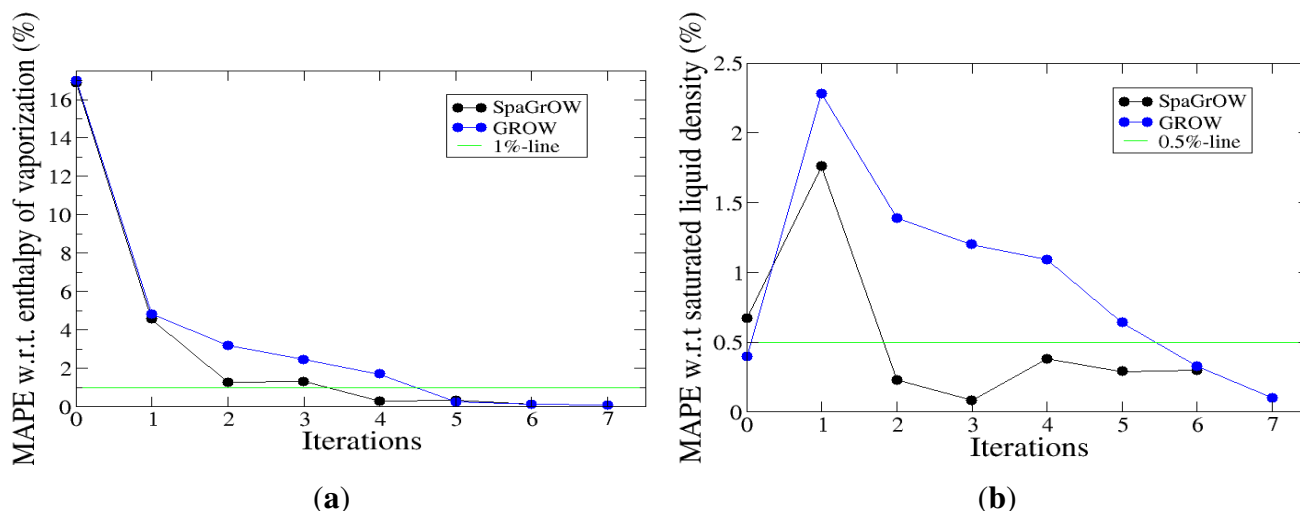 MAPE w.r.t. enthalpy of vaporization (%)
16
14
12
10
8
6
4
2
0
0 1 2 3 4 5 6 7
Iterations
SpaGrOW
GROW
1%-line
(a)
MAPE w.r.t saturated liquid density (%)
2.5
2
1.5
1
0.5
0
0 1 2 3 4 5 6 7
Iterations
SpaGrOW
GROW
0.5%-line
(b)